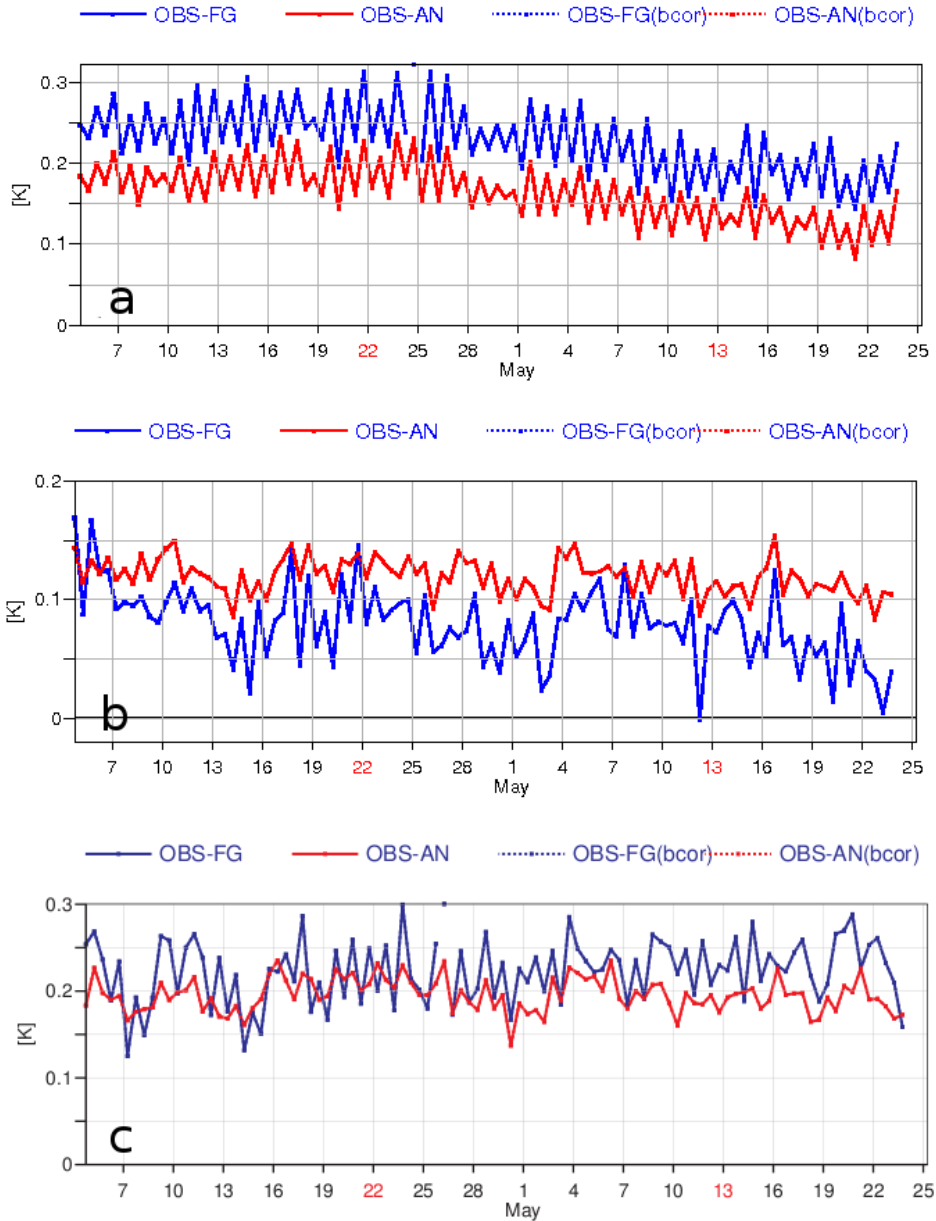 OBS-FG OBS-AN OBS-FG(bcor) OBS-AN(bcor)
0.3
0.2
[K]
0.1
a
0
7 10 13 16 19 22 25 28 1 4 7 10 13 16 19 22 25
May
OBS-FG OBS-AN OBS-FG(bcor) OBS-AN(bcor)
0.2
0.1
[K]
b
0
7 10 13 16 19 22 25 28 1 4 7 10 13 16 19 22 25
May
OBS-FG OBS-AN OBS-FG(bcor) OBS-AN(bcor)
0.3
0.2
[K]
0.1
c
0
7 10 13 16 19 22 25 28 1 4 7 10 13 16 19 22 25
May